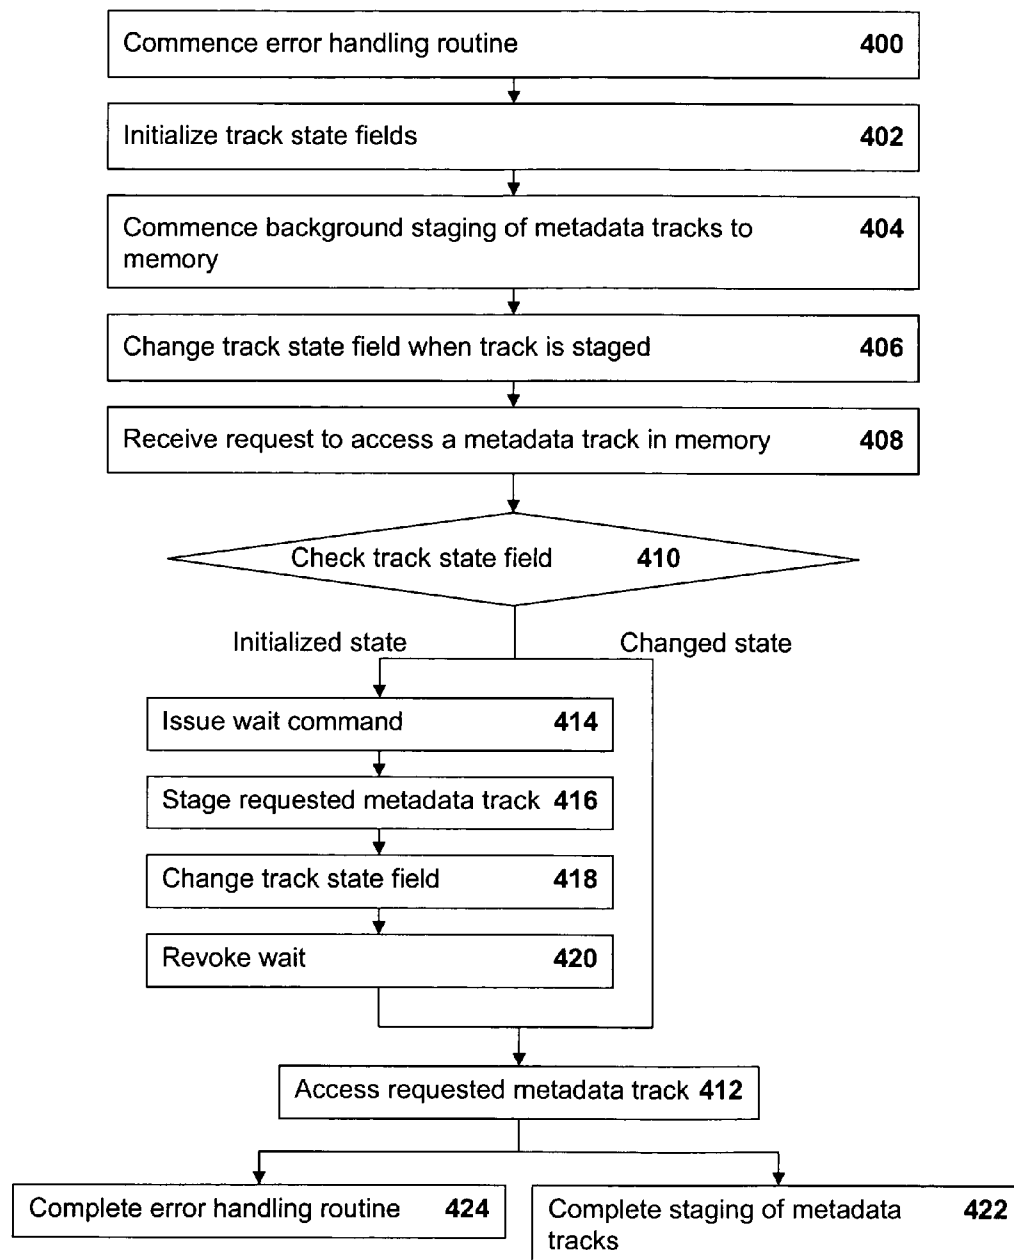 Commence error handling routine 400
Initialize track state fields 402
Commence background staging of metadata tracks to 404
memory
Change track state field when track is staged 406
Receive request to access a metadata track in memory 408
Check track state field 410
Initialized state Changed state
Issue wait command 414
Stage requested metadata track 416
Change track state field 418
Revoke wait 420
Access requested metadata track 412
Complete error handling routine 424
Complete staging of metadata 422
tracks